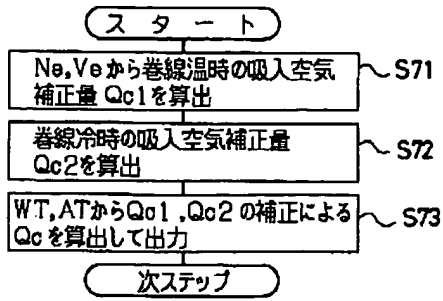 スタート
Ne,Veから巻線温時の吸入空気
補正量Qc1を算出
S71
巻線冷時の吸入空気補正量
Qc2を算出
S72
WT,ATからQc1,Qc2の補正による
Qcを算出して出力
S73
次ステップ